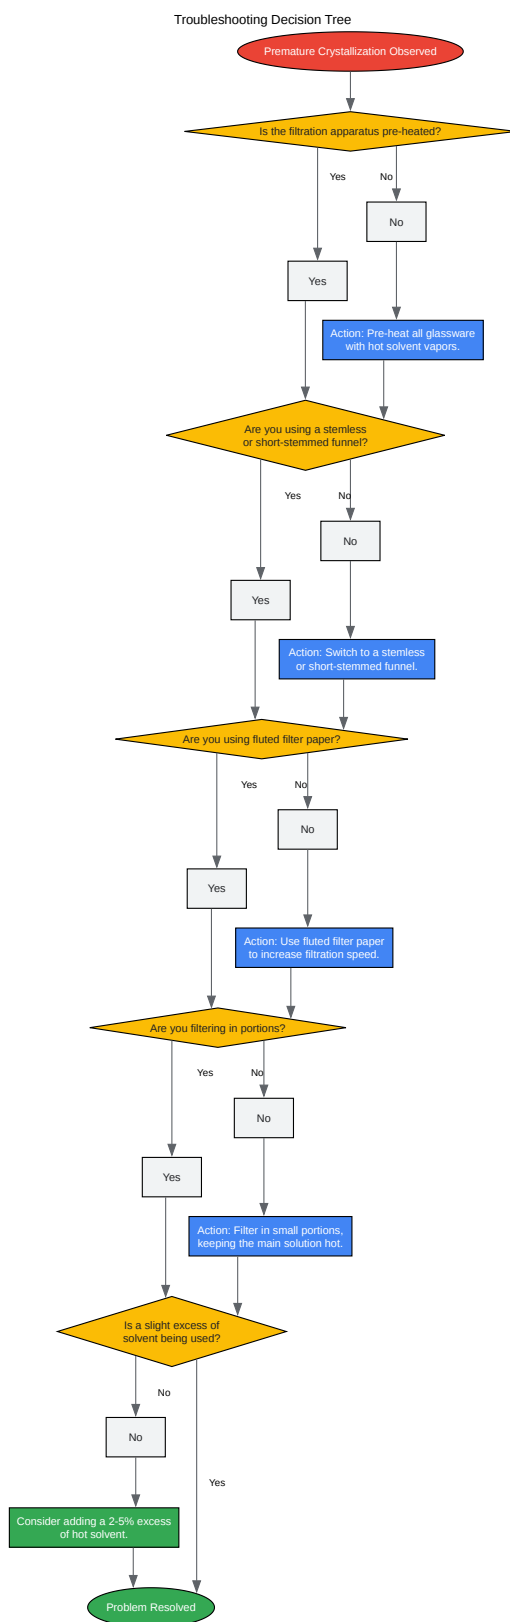 Troubleshooting Decision Tree
Premature Crystallization Observed
Is the filtration apparatus pre-heated?
Yes
No
No
Yes
Action: Pre-heat all glassware
with hot solvent vapors.
Are you using a stemless
or short-stemmed funnel?
Yes
No
No
Yes
Action: Switch to a stemless
or short-stemmed funnel.
Are you using fluted filter paper?
Yes
No
No
Yes
Action: Use fluted filter paper
to increase filtration speed.
Are you filtering in portions?
Yes
No
No
Yes
Action: Filter in small portions,
keeping the main solution hot.
Is a slight excess of
solvent being used?
No
No
Yes
Consider adding a 2-5% excess
of hot solvent.
Problem Resolved